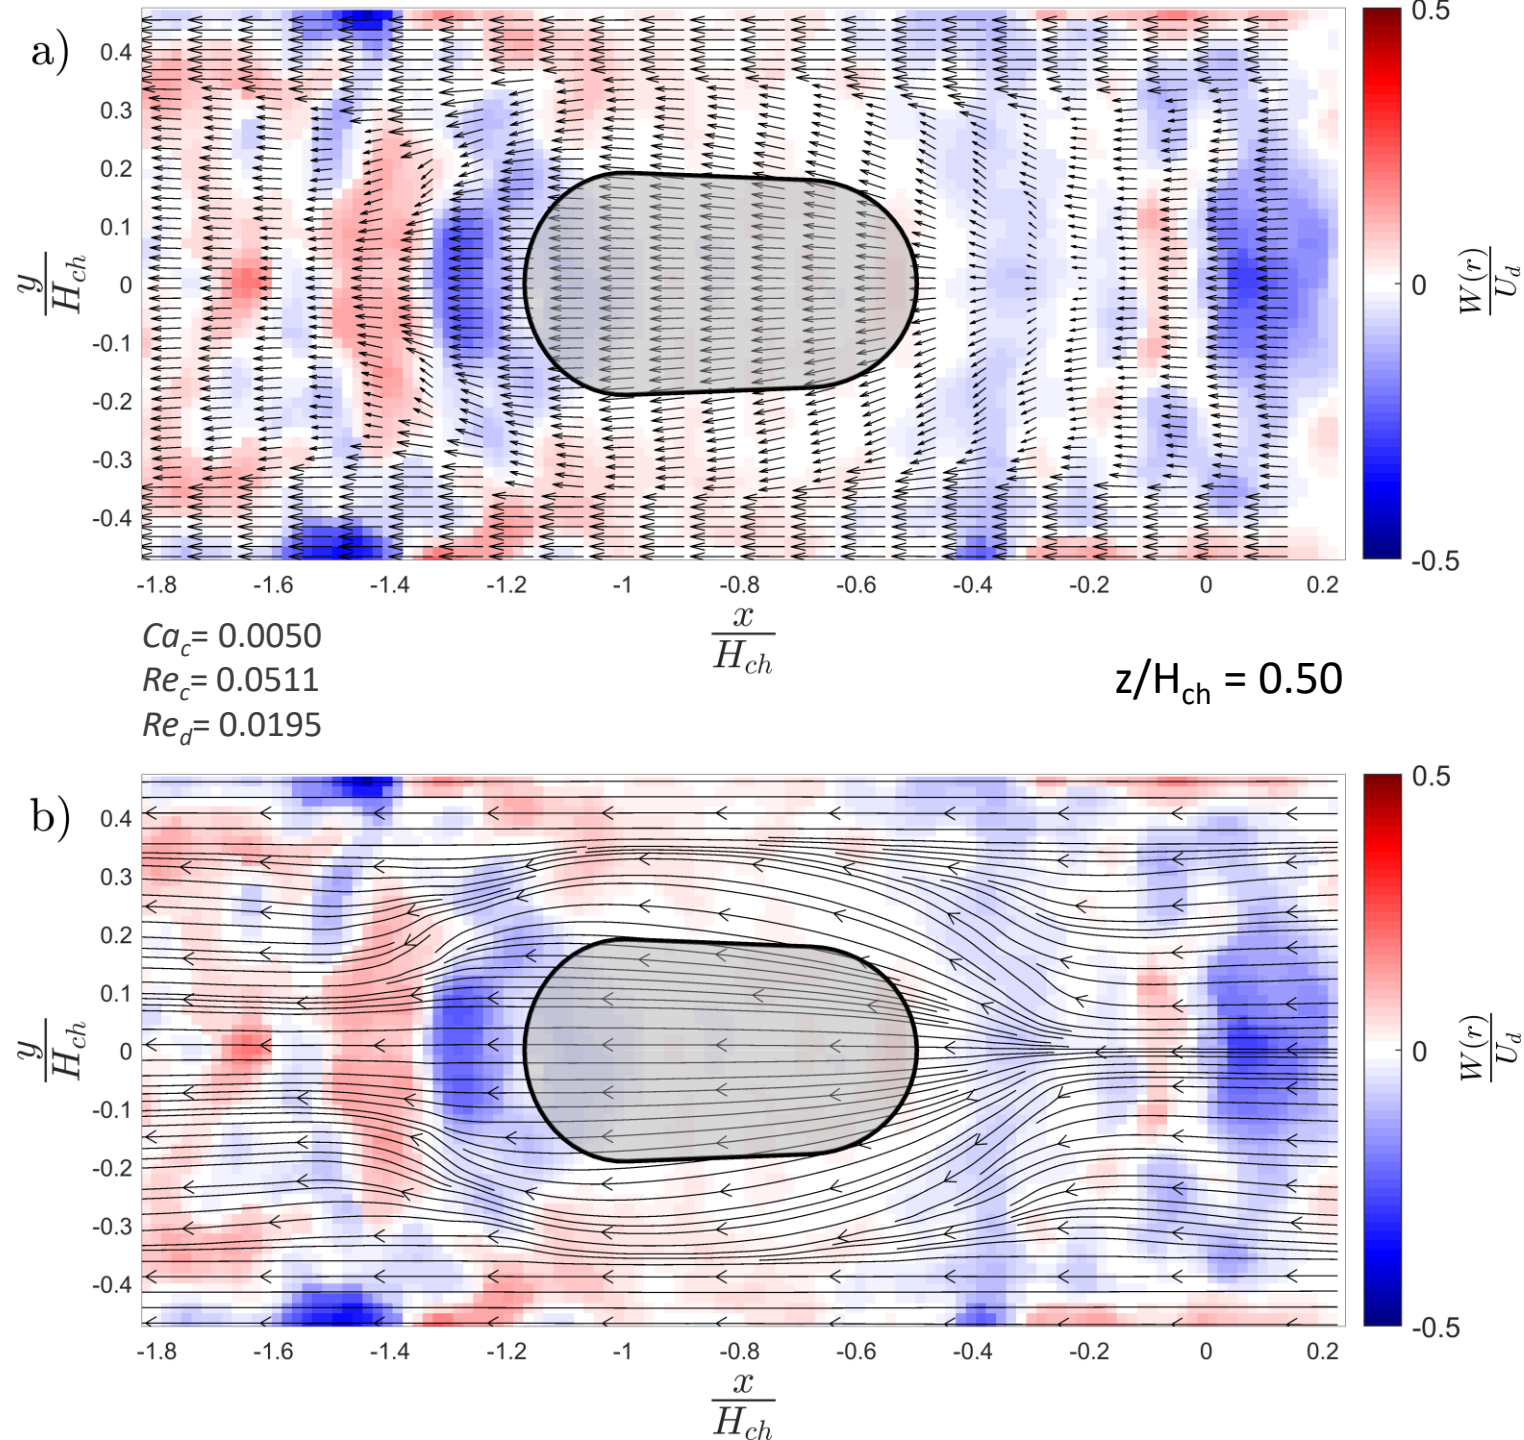 a)
0.4
0.3
0.2
0.1
0
-0.1
-0.2
-0.3
-0.4
y
H_ch
-1.8 -1.6 -1.4 -1.2 -1 -0.8 -0.6 -0.4 -0.2 0 0.2
x
H_ch
0.5
0
-0.5
W(r)
U_d
Ca_c= 0.0050
Re_c= 0.0511
Re_d= 0.0195
z/H_ch = 0.50
b)
0.4
0.3
0.2
0.1
0
-0.1
-0.2
-0.3
-0.4
y
H_ch
-1.8 -1.6 -1.4 -1.2 -1 -0.8 -0.6 -0.4 -0.2 0 0.2
x
H_ch
0.5
0
-0.5
W(r)
U_d